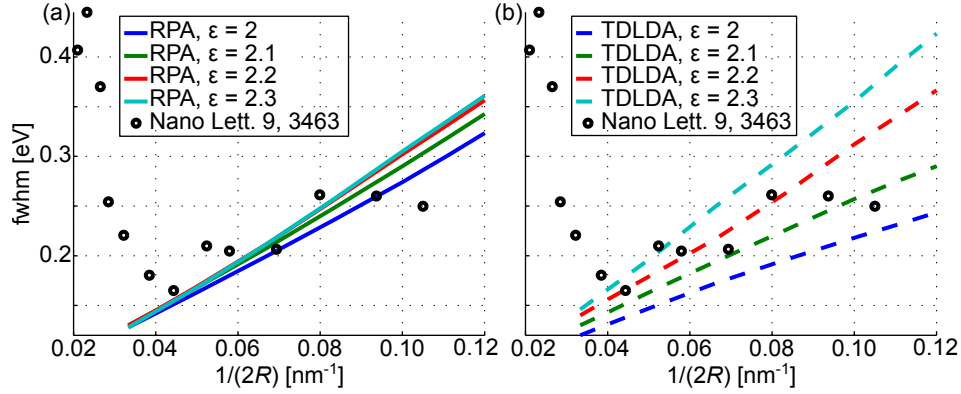 (a)
RPA, ε = 2
RPA, ε = 2.1
RPA, ε = 2.2
RPA, ε = 2.3
Nano Lett. 9, 3463
0.4
0.3
0.2
fwhm [eV]
0.02 0.04 0.06 0.08 0.10 0.12
1/(2R) [nm⁻¹]
(b)
TDLDA, ε = 2
TDLDA, ε = 2.1
TDLDA, ε = 2.2
TDLDA, ε = 2.3
Nano Lett. 9, 3463
0.02 0.04 0.06 0.08 0.10 0.12
1/(2R) [nm⁻¹]